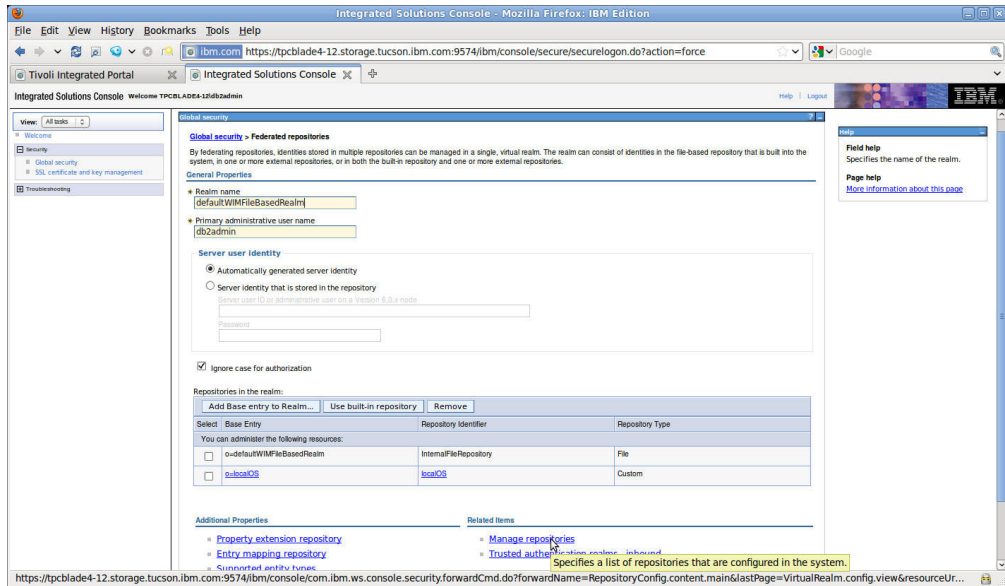 Integrated Solutions Console - Mozilla Firefox: IBM Edition
File Edit View History Bookmarks Tools Help
ibm.com https://tpcblade4-12.storage.tucson.ibm.com:9574/ibm/console/secure/securelogon.do?action=force
Google
Tivoli Integrated Portal
Integrated Solutions Console
Integrated Solutions Console Welcome TPCBLADE4-12\db2admin
Help | Logout
IBM.
View: All tasks
Welcome
Security
Global security
SSL certificate and key management
Troubleshooting
Global security
Global security > Federated repositories
By federating repositories, identities stored in multiple repositories can be managed in a single, virtual realm. The realm can consist of identities in the file-based repository that is built into the
system, in one or more external repositories, or in both the built-in repository and one or more external repositories.
General Properties
* Realm name
defaultWIMFileBasedRealm
* Primary administrative user name
db2admin
Server user identity
Automatically generated server identity
Server identity that is stored in the repository
Server user ID or administrative user on a Version 6.0.x node
Password
Ignore case for authorization
Repositories in the realm:
Add Base entry to Realm... Use built-in repository Remove
Select Base Entry Repository Identifier Repository Type
You can administer the following resources:
o=defaultWIMFileBasedRealm InternalFileRepository File
o=localOS localOS Custom
Additional Properties
Property extension repository
Entry mapping repository
Supported entity types
Related Items
Manage repositories
Trusted authentication realms - inbound
Specifies a list of repositories that are configured in the system.
Help
Field help
Specifies the name of the realm.
Page help
More information about this page
https://tpcblade4-12.storage.tucson.ibm.com:9574/ibm/console/com.ibm.ws.console.security.forwardCmd.do?forwardName=RepositoryConfig.content.main&lastPage=VirtualRealm.config.view&resourceUr...